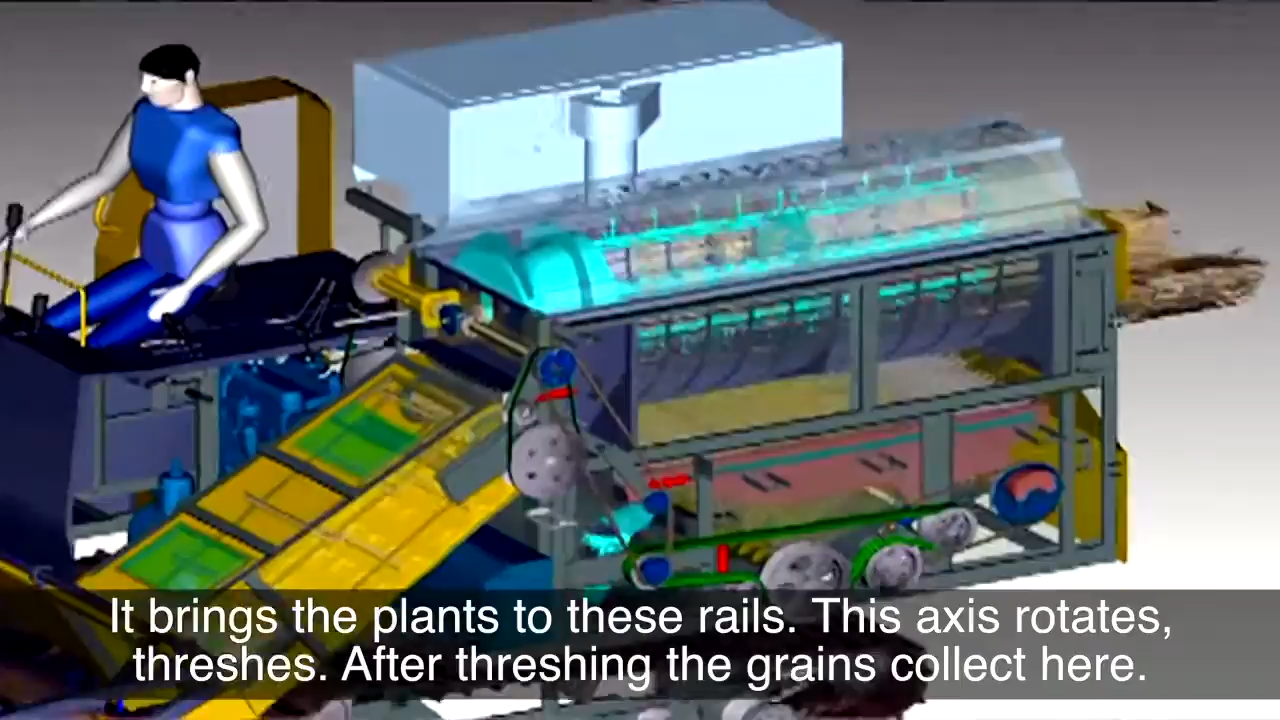 It brings the plants to these rails. This axis rotates,
threshes. After threshing the grains collect here.